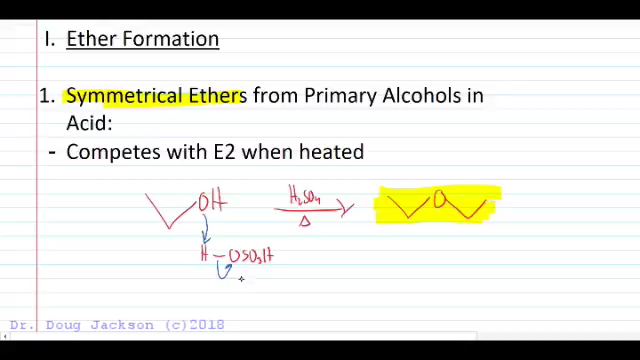 I. Ether Formation
1. Symmetrical Ethers from Primary Alcohols in
Acid:
- Competes with E2 when heated
OH H₂SO₄ O
Δ
H – OSO₃H
Dr. Doug Jackson (c)2018